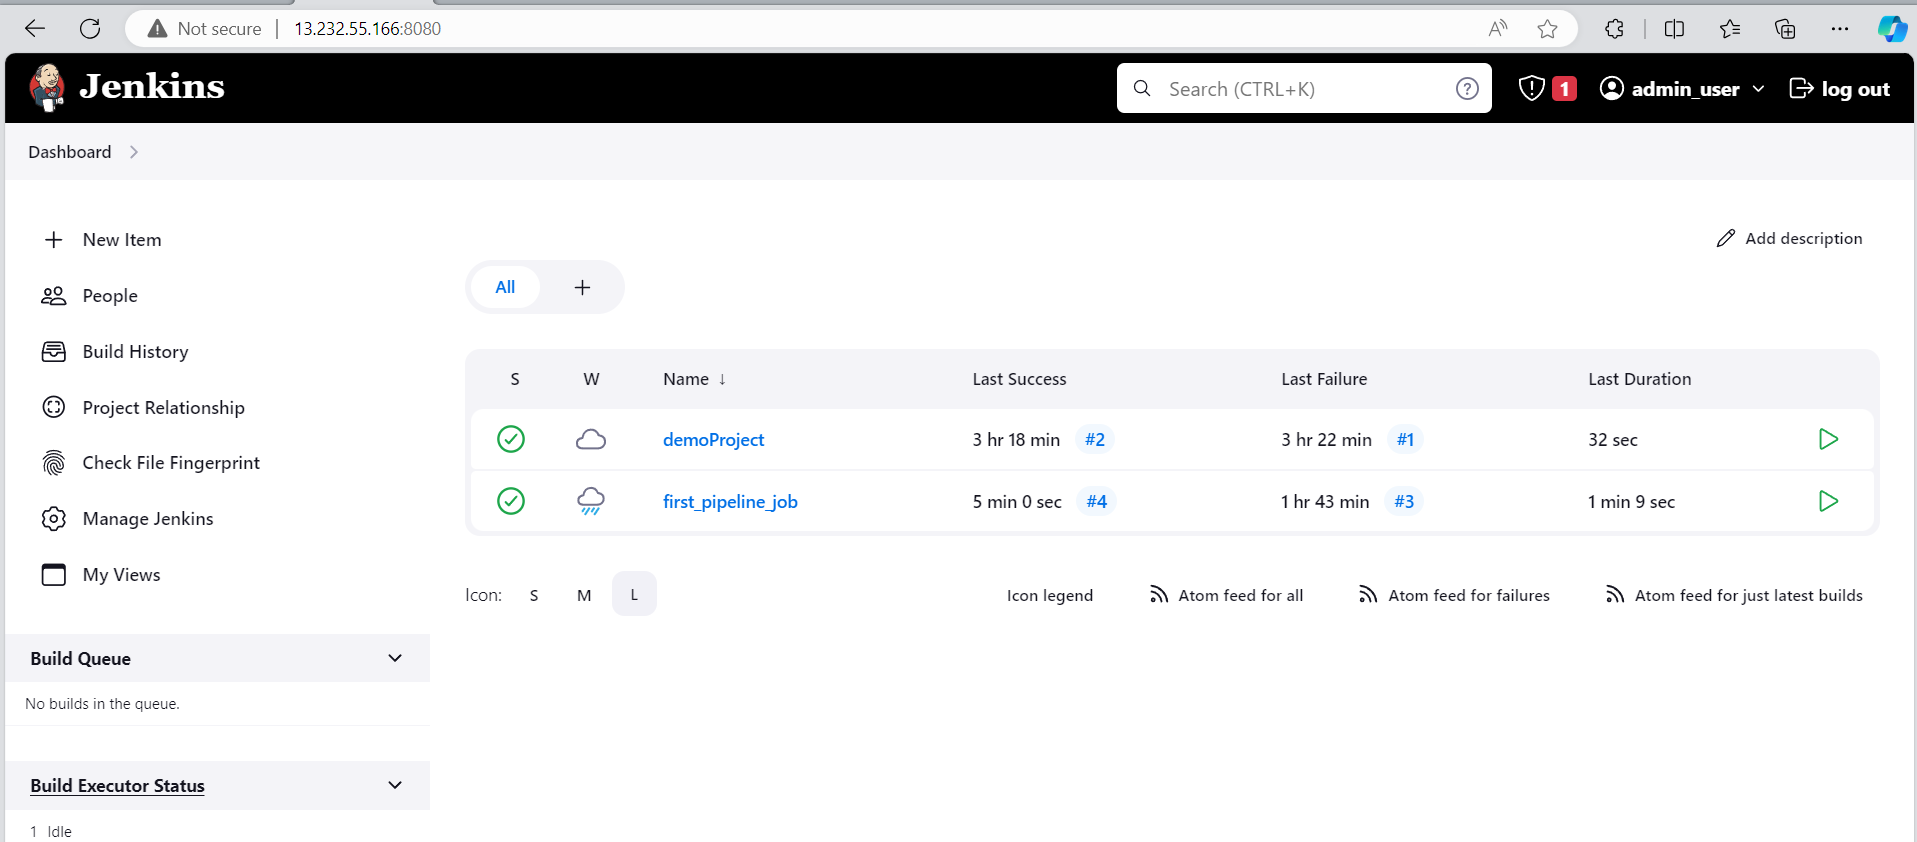 Not secure | 13.232.55.166:8080
Jenkins
Search (CTRL+K)
1
admin_user
log out
Dashboard
New Item
People
Build History
Project Relationship
Check File Fingerprint
Manage Jenkins
My Views
Build Queue
No builds in the queue.
Build Executor Status
1 Idle
Add description
All +
S W Name ↓ Last Success Last Failure Last Duration
demoProject 3 hr 18 min #2 3 hr 22 min #1 32 sec
first_pipeline_job 5 min 0 sec #4 1 hr 43 min #3 1 min 9 sec
Icon: S M L
Icon legend Atom feed for all Atom feed for failures Atom feed for just latest builds